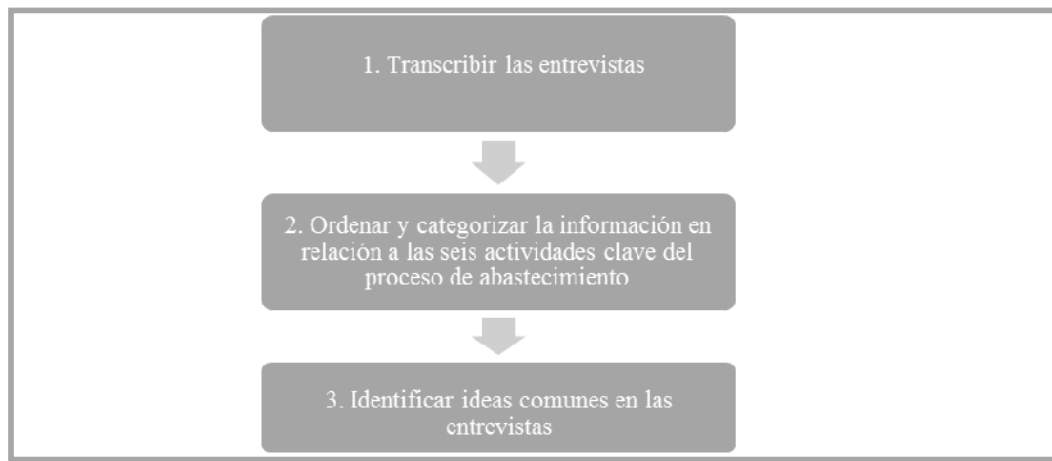 1. Transcribir las entrevistas
2. Ordenar y categorizar la información en
relación a las seis actividades clave del
proceso de abastecimiento
3. Identificar ideas comunes en las
entrevistas